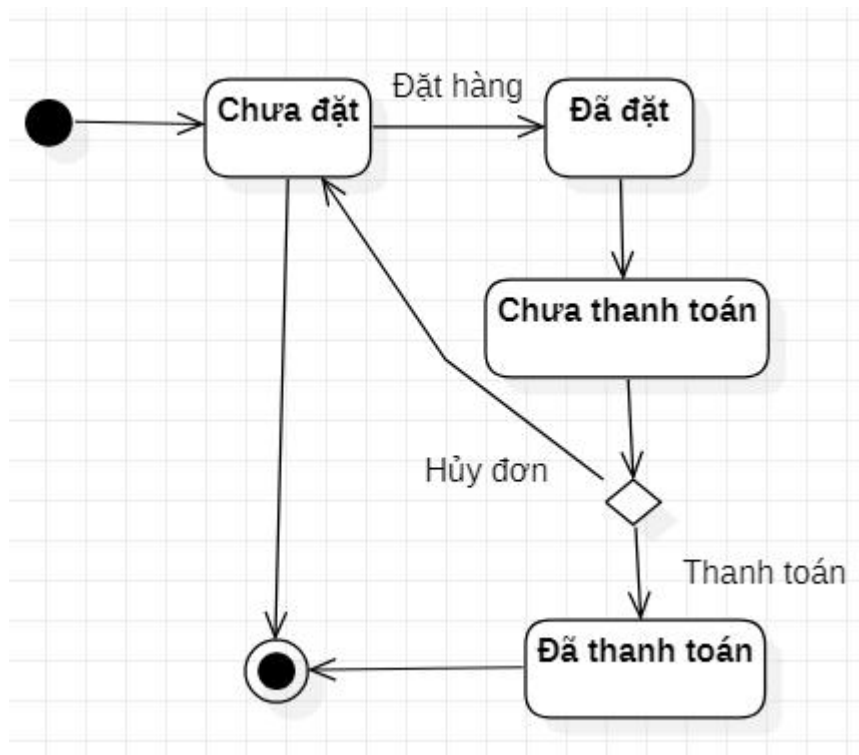 Chưa đặt
Đặt hàng
Đã đặt
Chưa thanh toán
Hủy đơn
Thanh toán
Đã thanh toán